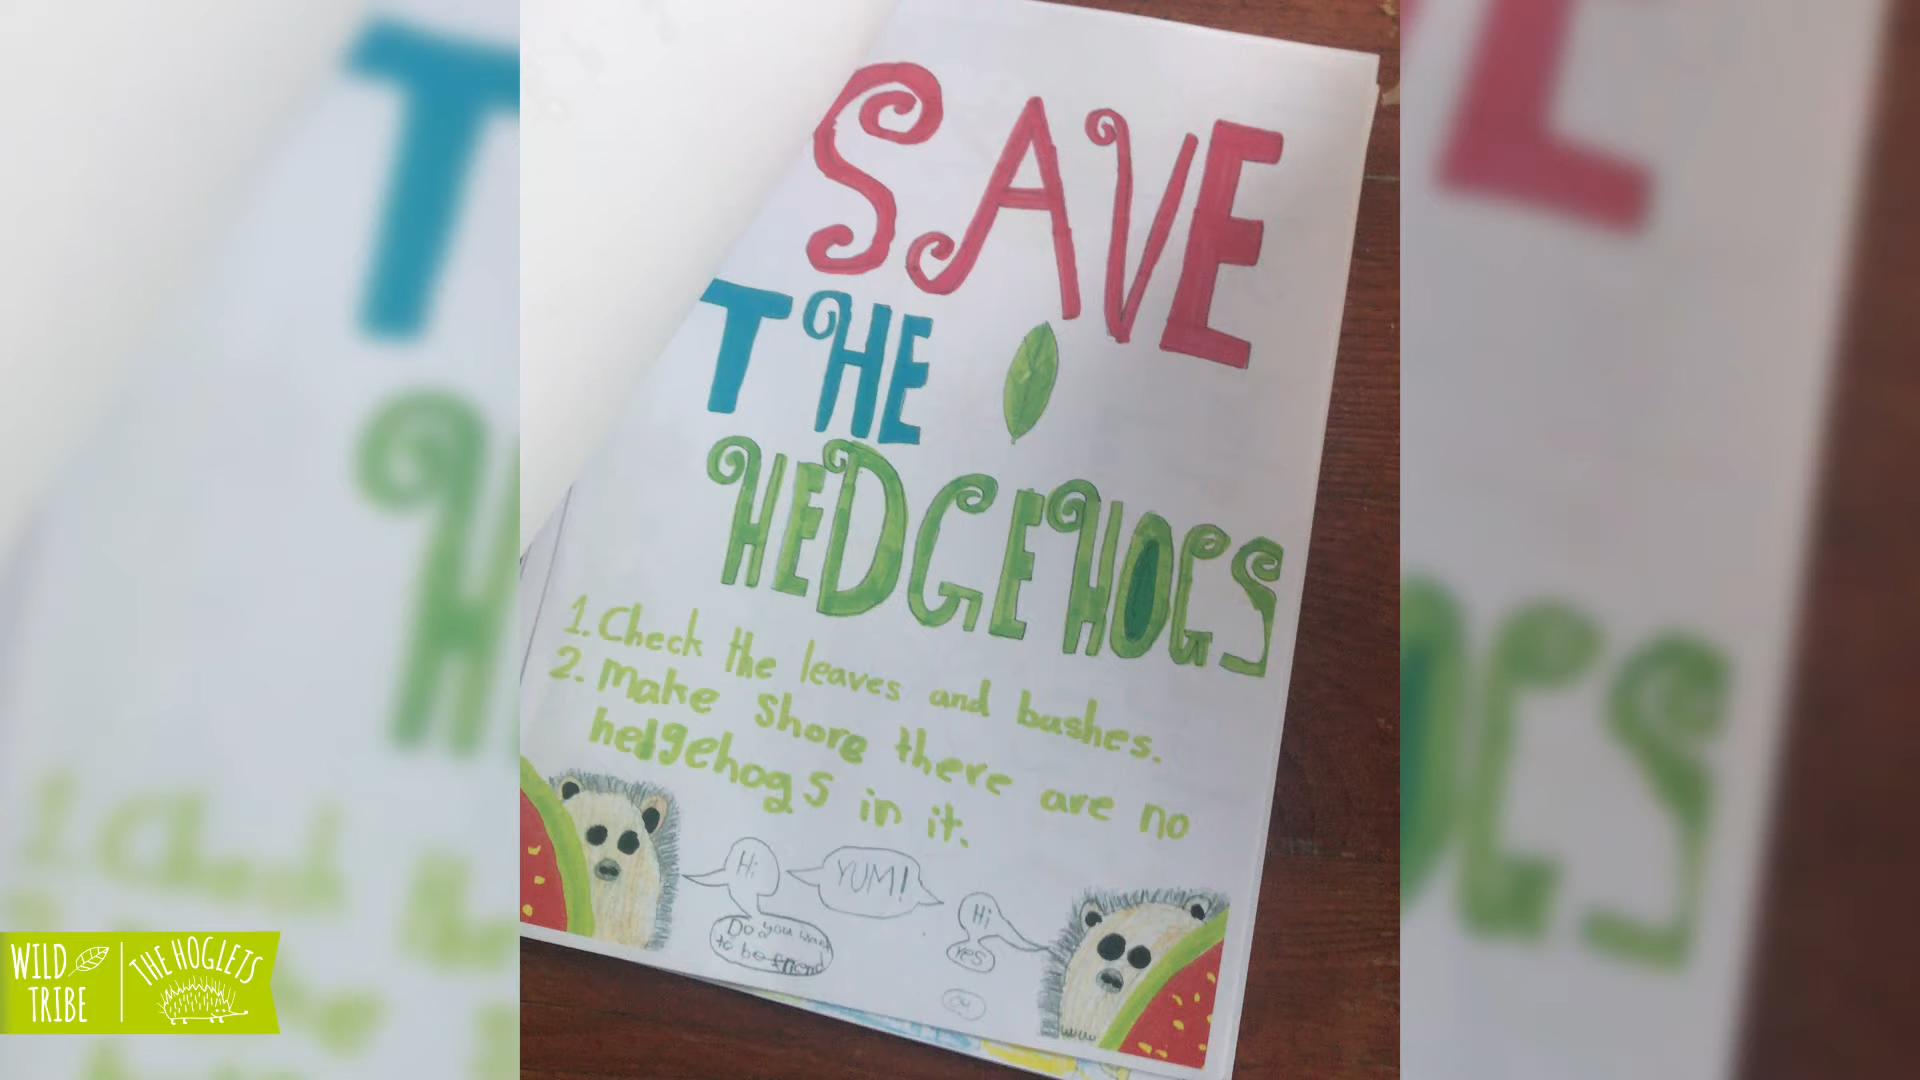 SAVE
THE
HEDGEHOGS
1. Check the leaves and bushes.
2. Make shore there are no
hedgehogs in it.
Hi
YUM!
Hi
Do you want
to be friend
Yes
WILD
TRIBE
THE HOGLETS